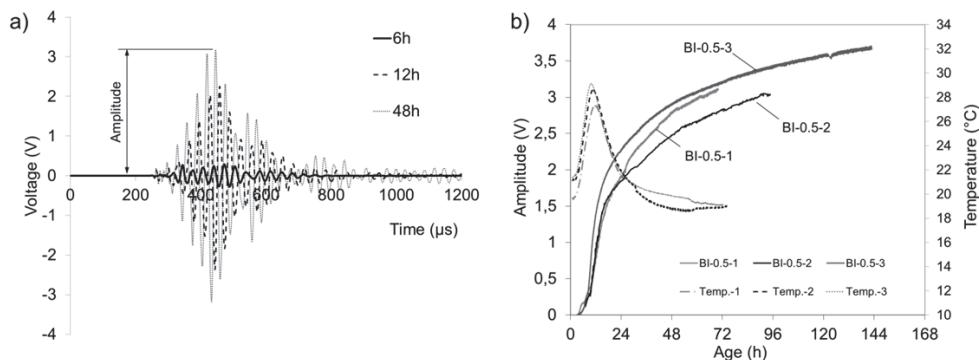 a)
4
3
2
1
0
-1
-2
-3
-4
Voltage (V)
Amplitude
6h
12h
48h
0
200
400
600
800
1000
1200
Time (µs)
b)
4
3,5
3
2,5
2
1,5
1
0,5
0
Amplitude (V)
BI-0.5-3
BI-0.5-2
BI-0.5-1
BI-0.5-1 BI-0.5-2 BI-0.5-3
Temp.-1 Temp.-2 Temp.-3
0 24 48 72 96 120 144 168
Age (h)
34
32
30
28
26
24
22
20
18
16
14
12
10
Temperature (°C)